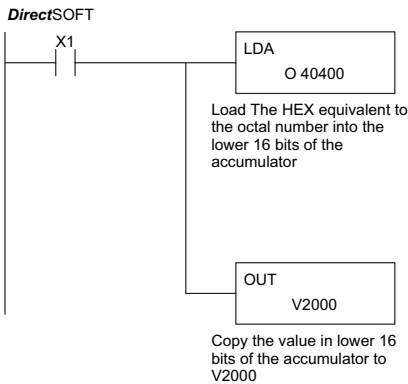 DirectSOFT
X1
LDA
O 40400
Load The HEX equivalent to
the octal number into the
lower 16 bits of the
accumulator
OUT
V2000
Copy the value in lower 16
bits of the accumulator to
V2000